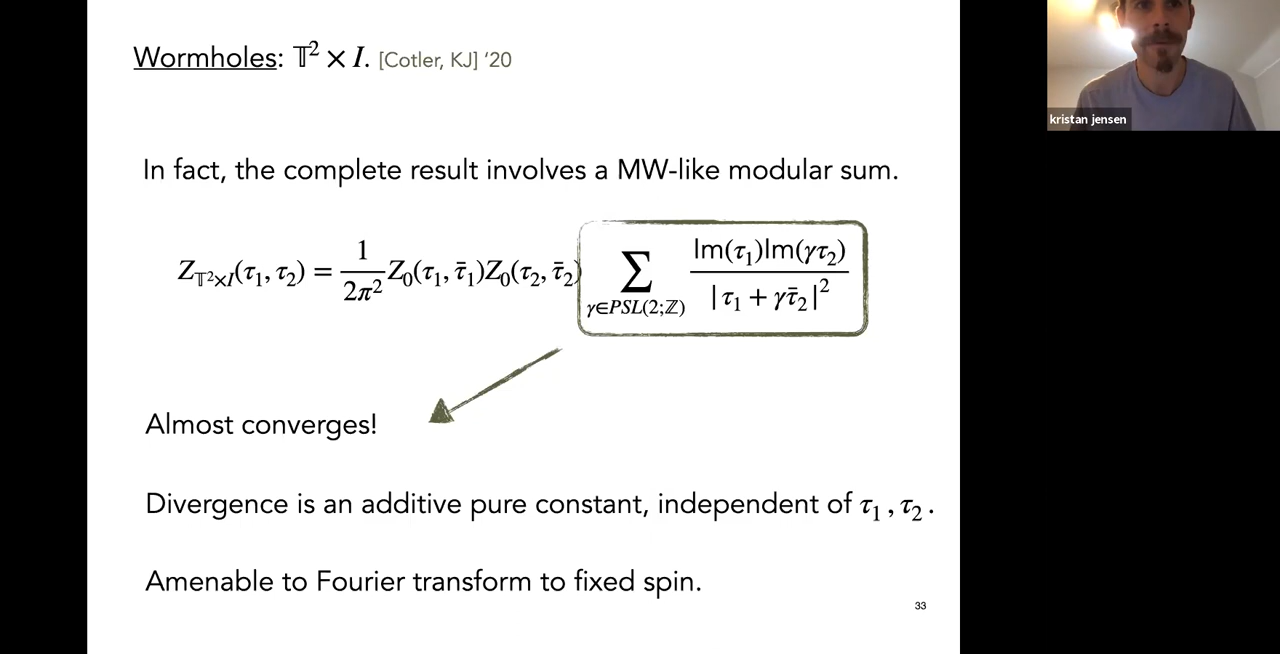 Wormholes: 𝕋² × I. [Cotler, KJ] ‘20
kristan jensen
In fact, the complete result involves a MW-like modular sum.
Z_{𝕋²×I}(τ₁, τ₂) = \frac{1}{2π²} Z₀(τ₁, τ̄₁)Z₀(τ₂, τ̄₂) \sum_{γ∈PSL(2;ℤ)} \frac{Im(τ₁)Im(γτ₂)}{|τ₁ + γτ̄₂|²}
Almost converges!
Divergence is an additive pure constant, independent of τ₁, τ₂.
Amenable to Fourier transform to fixed spin.
33